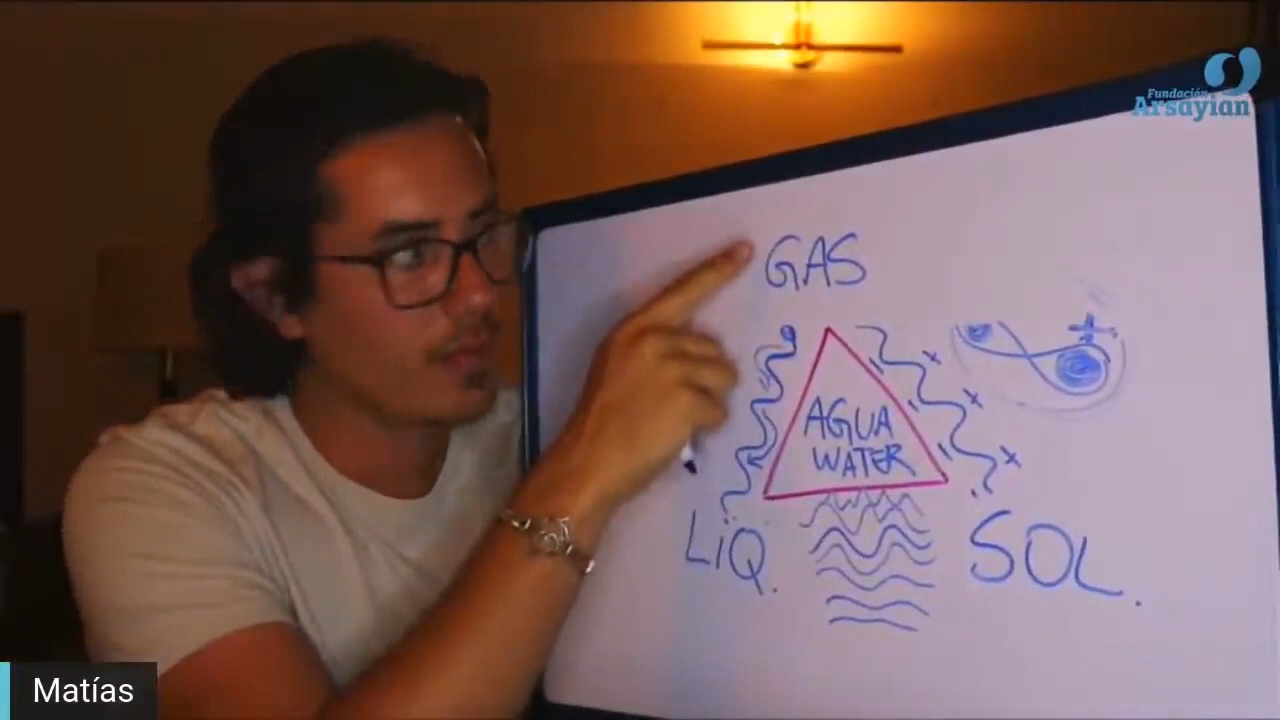 Fundación
Arsayian
GAS
AGUA
WATER
LiQ.
SOL.
Matías